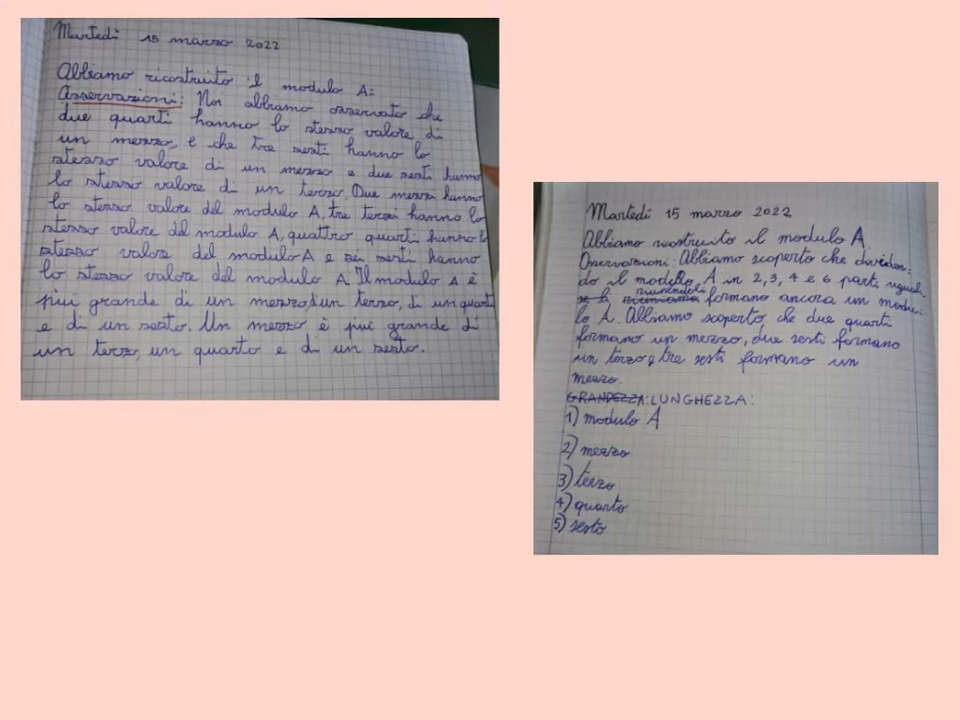 Martedì 15 marzo 2022
Abbiamo ricostruito il modulo A:
Osservazioni: Noi abbiamo osservato che
due quarti hanno lo stesso valore di
un mezzo, e che tre sesti hanno lo
stesso valore di un mezzo e due sesti hanno
lo stesso valore di un terzo. Due mezzi hanno
lo stesso valore del modulo A, tre terzi hanno lo
stesso valore del modulo A, quattro quarti hanno lo
stesso valore del modulo A e sei sesti hanno
lo stesso valore del modulo A. Il modulo A è
più grande di un mezzo, d'un terzo, di un quarto
e di un sesto. Un mezzo è più grande di
un terzo, un quarto e di un sesto.
Martedì 15 marzo 2022
Abbiamo ricostruito il modulo A.
Osservazioni: Abbiamo scoperto che dividen=
do il modello A in 2, 3, 4 e 6 parti uguali
riunendoli formano ancora un modu=
lo A. Abbiamo scoperto che due quarti
formano un mezzo, due sesti formano
un terzo e tre sesti formano un
mezzo.
GRANDEZZA: LUNGHEZZA:
1) modulo A
2) mezzo
3) terzo
4) quarto
5) sesto